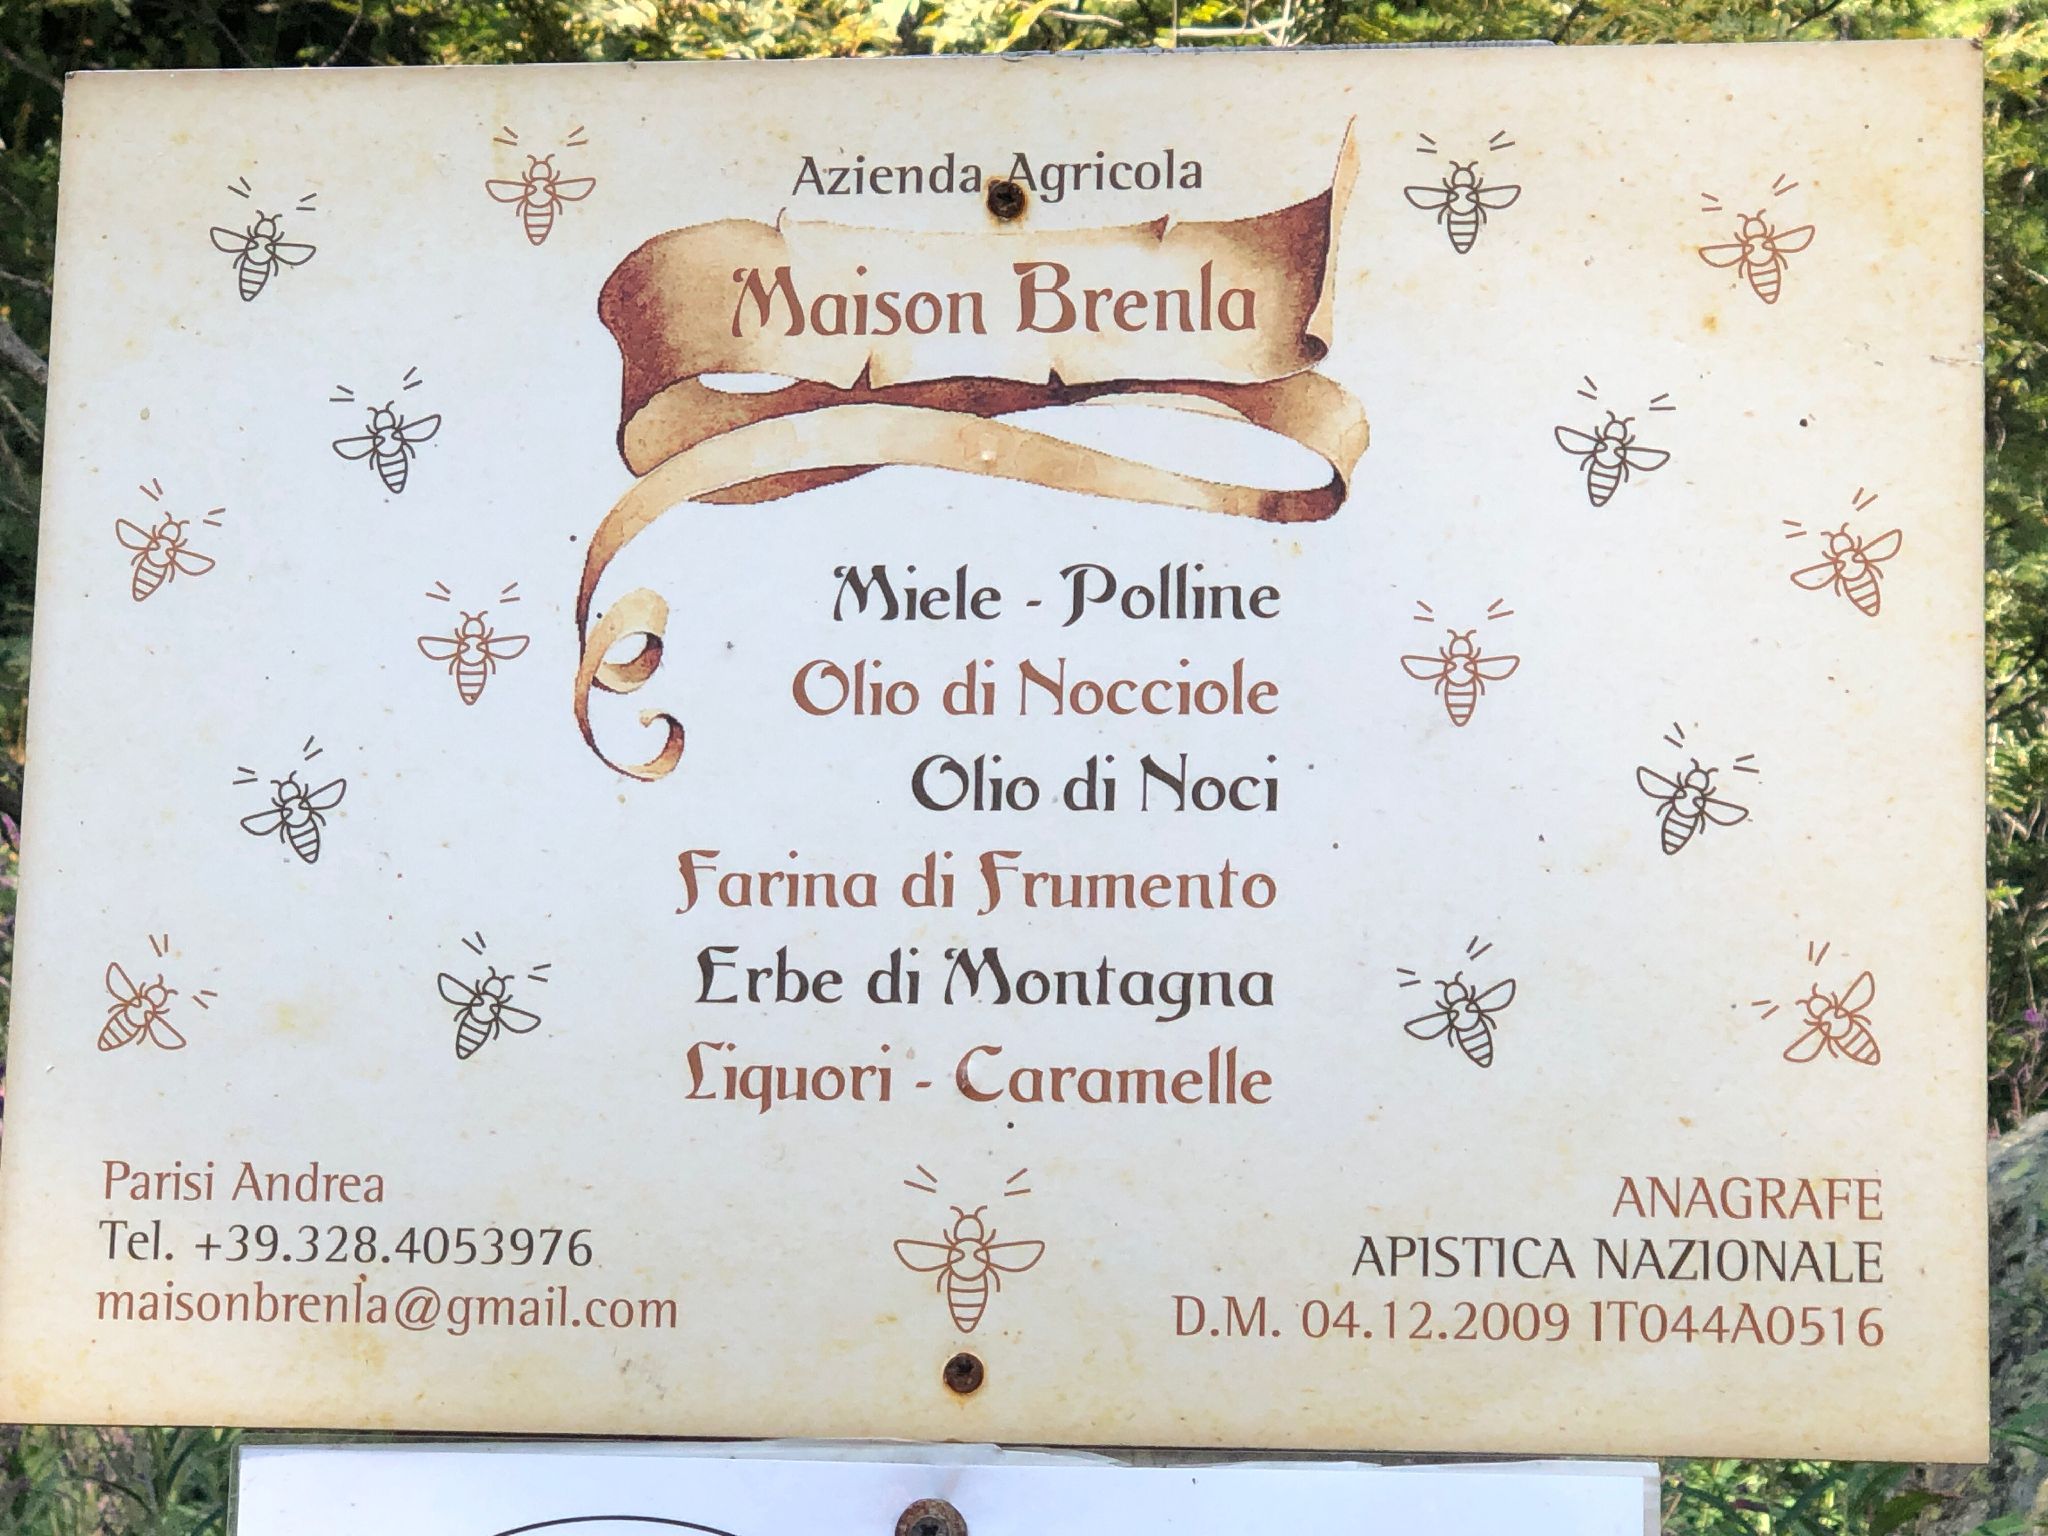 Azienda Agricola
Maison Brenla
Miele - Polline
Olio di Nocciole
Olio di Noci
Farina di Frumento
Erbe di Montagna
Liquori - Caramelle
Parisi Andrea
Tel. +39.328.4053976
maisonbrenla@gmail.com
ANAGRAFE
APISTICA NAZIONALE
D.M. 04.12.2009 IT044A0516